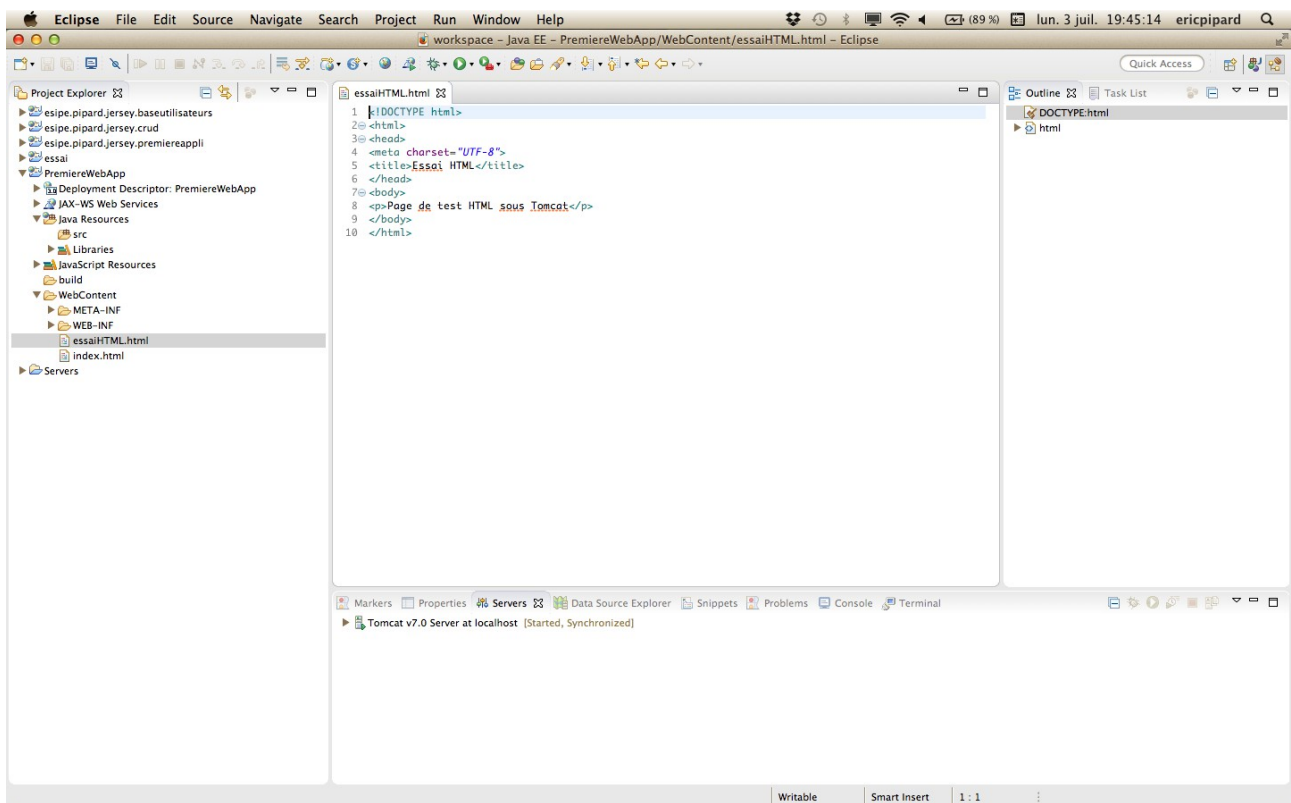 Eclipse File Edit Source Navigate Search Project Run Window Help (89 %) lun. 3 juil. 19:45:14 ericpipard
workspace – Java EE – PremiereWebApp/WebContent/essaiHTML.html – Eclipse
Quick Access
Project Explorer
esipe.pipard.jersey.baseutilisateurs
esipe.pipard.jersey.crud
esipe.pipard.jersey.premiereappli
essai
PremiereWebApp
Deployment Descriptor: PremiereWebApp
JAX-WS Web Services
Java Resources
src
Libraries
JavaScript Resources
build
WebContent
META-INF
WEB-INF
essaiHTML.html
index.html
Servers
essaiHTML.html
1 <!DOCTYPE html>
2 <html>
3 <head>
4 <meta charset="UTF-8">
5 <title>Essai HTML</title>
6 </head>
7 <body>
8 <p>Page de test HTML sous Tomcat</p>
9 </body>
10 </html>
Outline Task List
DOCTYPE:html
html
Markers Properties Servers Data Source Explorer Snippets Problems Console Terminal
Tomcat v7.0 Server at localhost [Started, Synchronized]
Writable Smart Insert 1 : 1